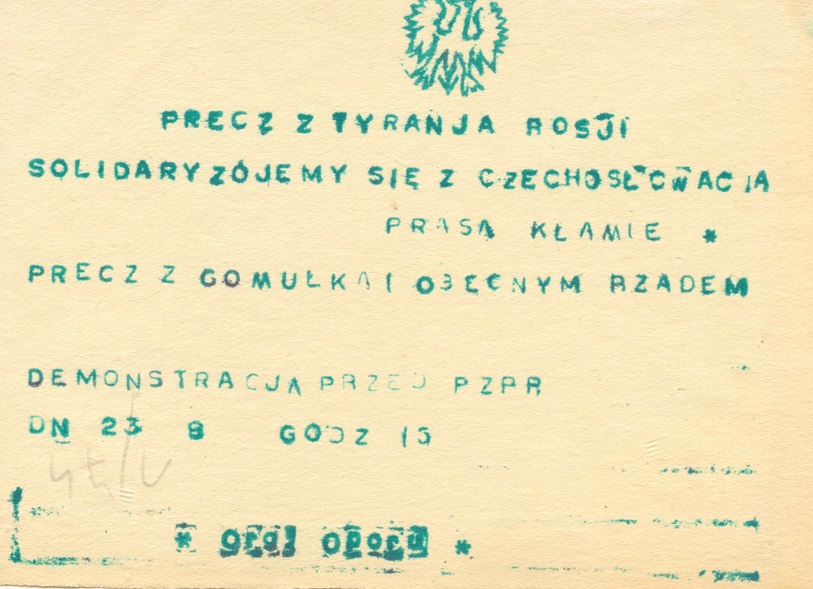 PRECZ Z TYRANJA ROSJI
SOLIDARYZÓJEMY SIĘ Z CZECHOSŁOWACJA
PRASA KŁAMIE *
PRECZ Z GOMUŁKA I OBECNYM RZADEM
DEMONSTRACJA PRZED PZPR
DN 23 8 GODZ 15
* oporu *